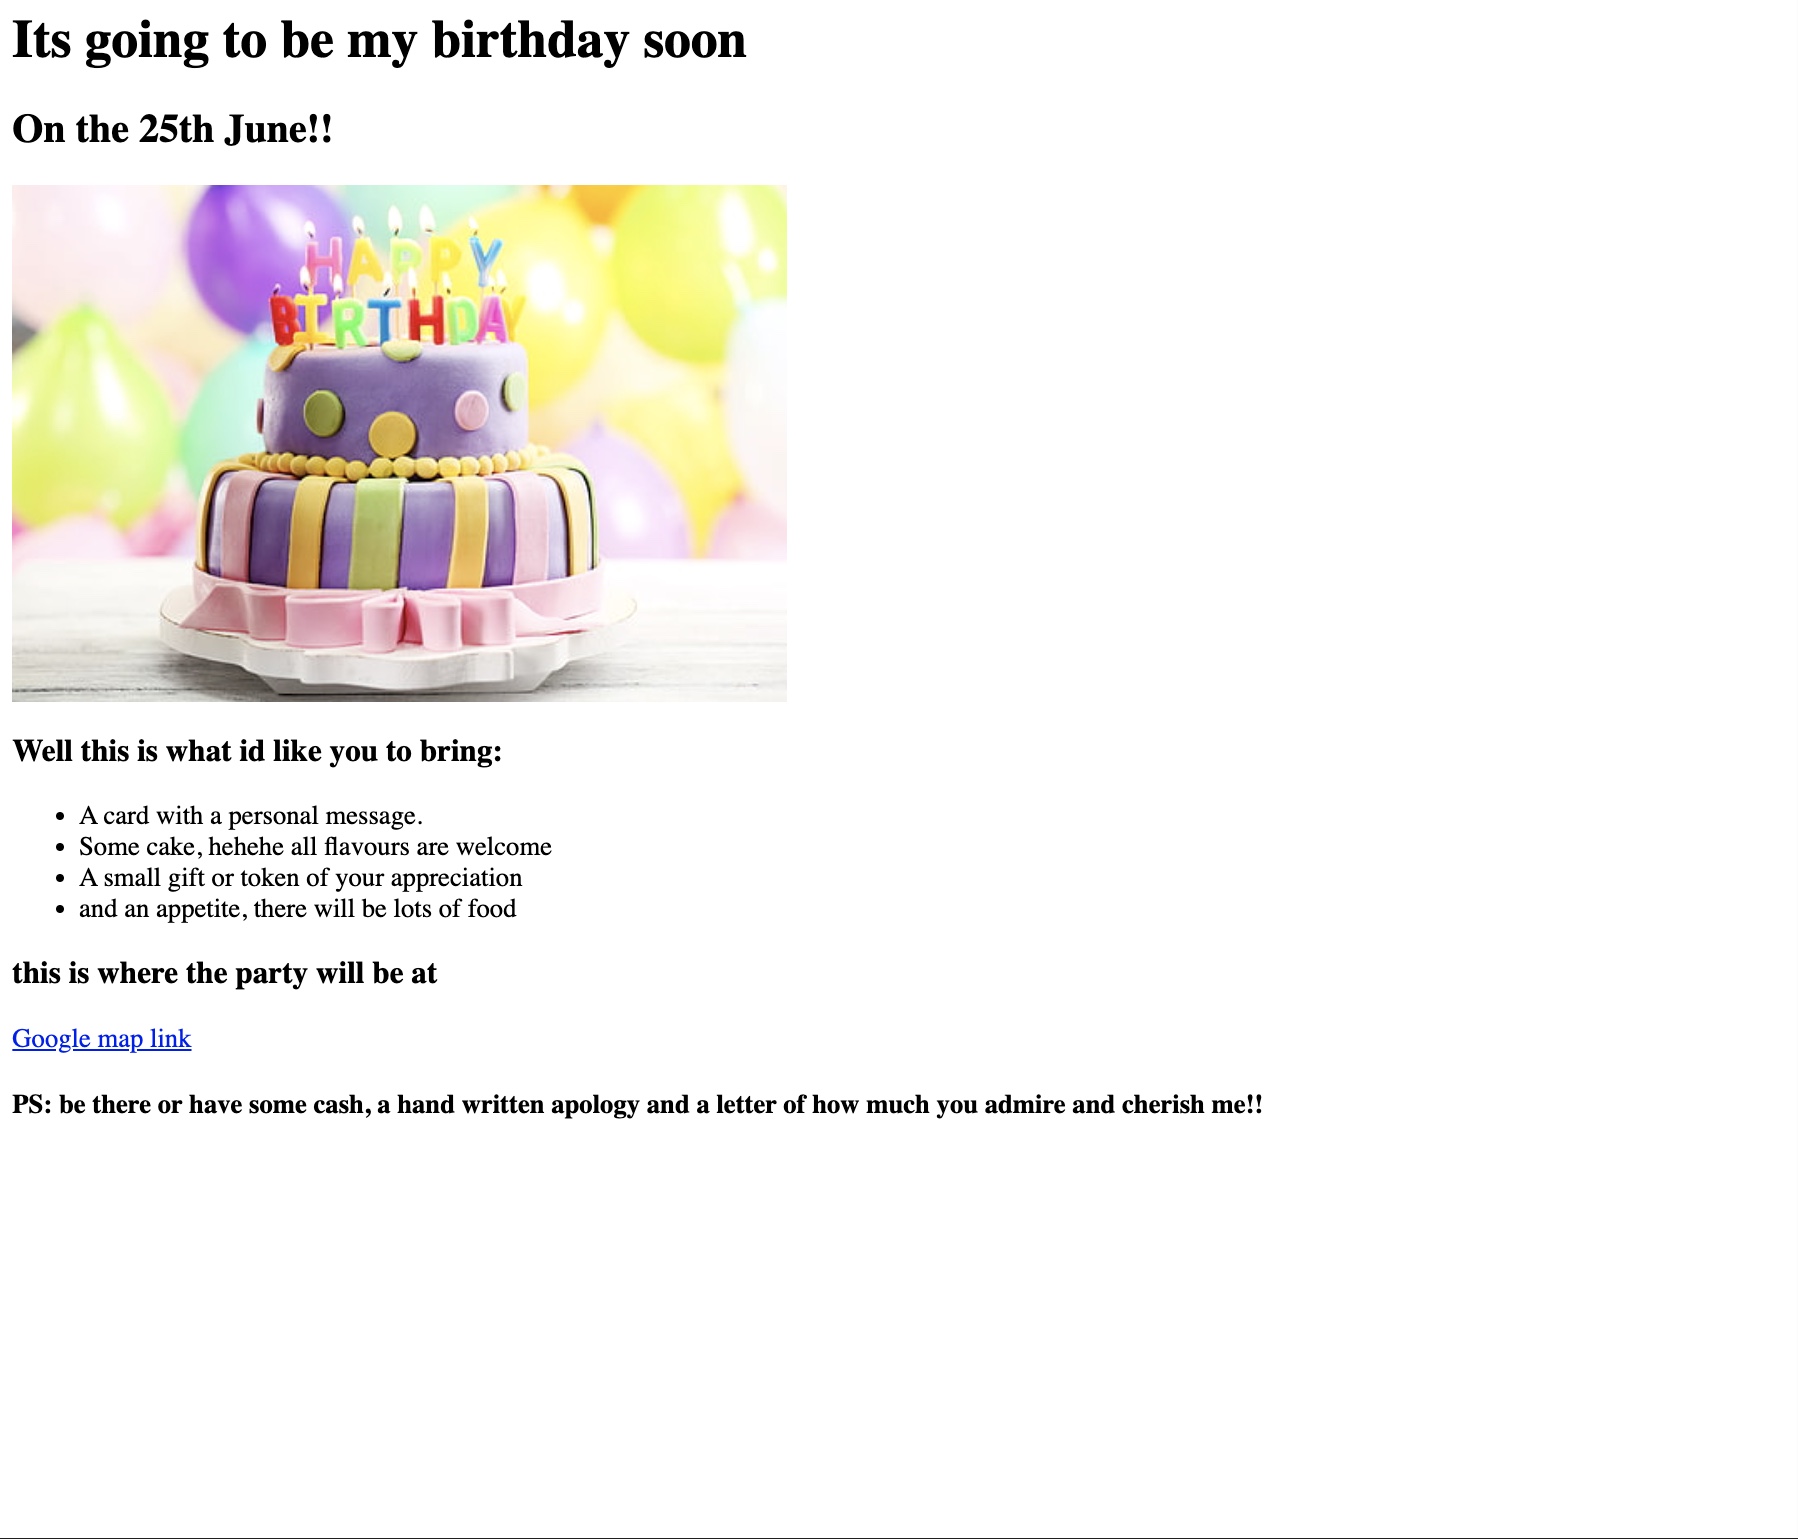 Its going to be my birthday soon
On the 25th June!!
HAPPY
BIRTHDAY
Well this is what id like you to bring:
A card with a personal message.
Some cake, hehehe all flavours are welcome
A small gift or token of your appreciation
and an appetite, there will be lots of food
this is where the party will be at
Google map link
PS: be there or have some cash, a hand written apology and a letter of how much you admire and cherish me!!